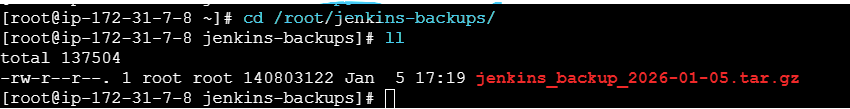 [root@ip-172-31-7-8 ~]# cd /root/jenkins-backups/
[root@ip-172-31-7-8 jenkins-backups]# ll
total 137504
-rw-r--r--. 1 root root 140803122 Jan  5 17:19 jenkins_backup_2026-01-05.tar.gz
[root@ip-172-31-7-8 jenkins-backups]#